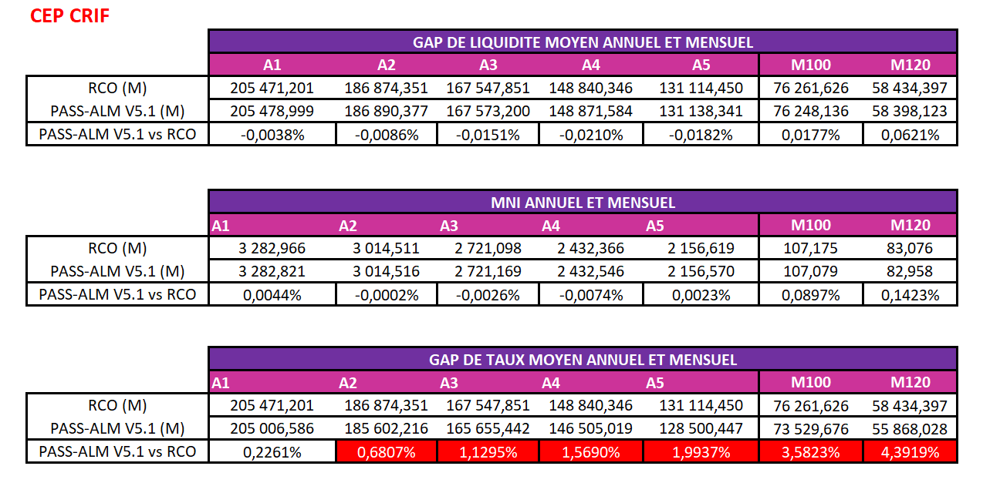 CEP CRIF
GAP DE LIQUIDITE MOYEN ANNUEL ET MENSUEL
A1 A2 A3 A4 A5 M100 M120
RCO (M) 205 471,201 186 874,351 167 547,851 148 840,346 131 114,450 76 261,626 58 434,397
PASS-ALM V5.1 (M) 205 478,999 186 890,377 167 573,200 148 871,584 131 138,341 76 248,136 58 398,123
PASS-ALM V5.1 vs RCO -0,0038% -0,0086% -0,0151% -0,0210% -0,0182% 0,0177% 0,0621%
MNI ANNUEL ET MENSUEL
A1 A2 A3 A4 A5 M100 M120
RCO (M) 3 282,966 3 014,511 2 721,098 2 432,366 2 156,619 107,175 83,076
PASS-ALM V5.1 (M) 3 282,821 3 014,516 2 721,169 2 432,546 2 156,570 107,079 82,958
PASS-ALM V5.1 vs RCO 0,0044% -0,0002% -0,0026% -0,0074% 0,0023% 0,0897% 0,1423%
GAP DE TAUX MOYEN ANNUEL ET MENSUEL
A1 A2 A3 A4 A5 M100 M120
RCO (M) 205 471,201 186 874,351 167 547,851 148 840,346 131 114,450 76 261,626 58 434,397
PASS-ALM V5.1 (M) 205 006,586 185 602,216 165 655,442 146 505,019 128 500,447 73 529,676 55 868,028
PASS-ALM V5.1 vs RCO 0,2261% 0,6807% 1,1295% 1,5690% 1,9937% 3,5823% 4,3919%